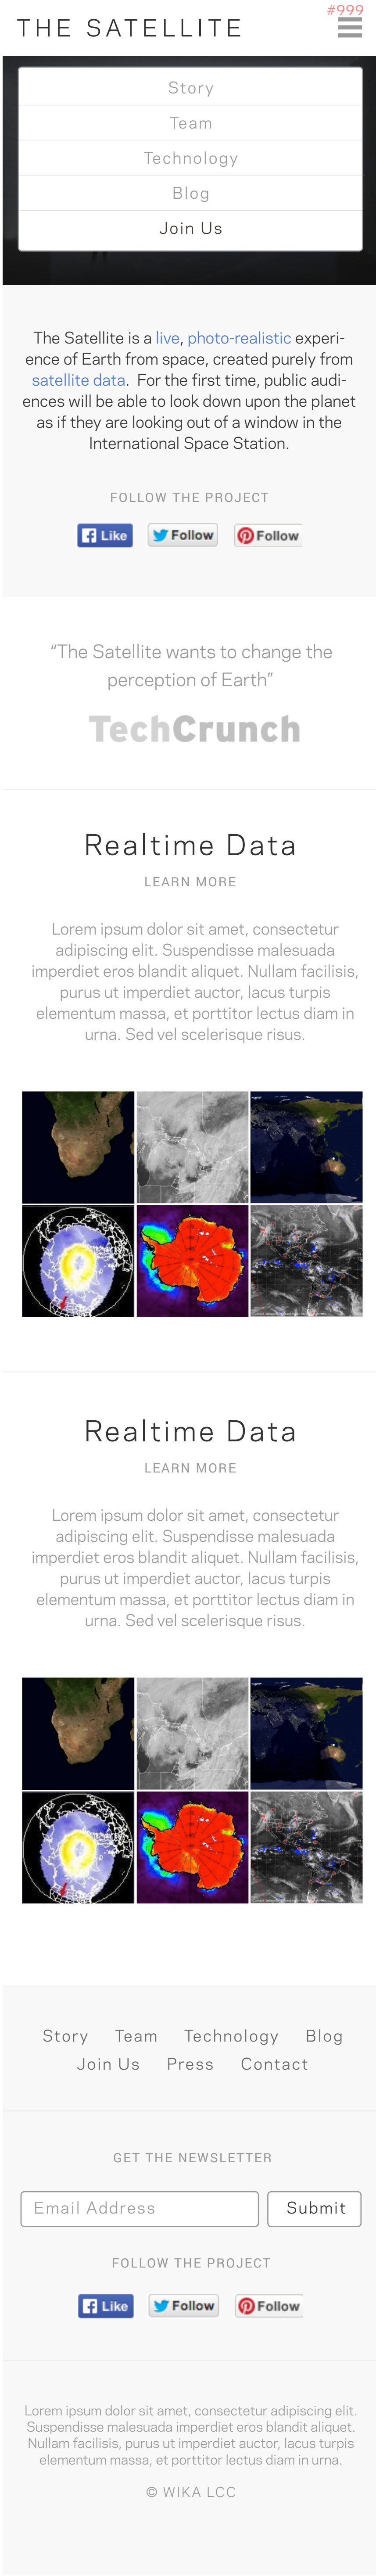 #999
THE SATELLITE
Story
Team
Technology
Blog
Join Us
The Satellite is a live, photo-realistic experi-
ence of Earth from space, created purely from
satellite data. For the first time, public audi-
ences will be able to look down upon the planet
as if they are looking out of a window in the
International Space Station.
FOLLOW THE PROJECT
Like Follow Follow
“The Satellite wants to change the
perception of Earth”
TechCrunch
Realtime Data
LEARN MORE
Lorem ipsum dolor sit amet, consectetur
adipiscing elit. Suspendisse malesuada
imperdiet eros blandit aliquet. Nullam facilisis,
purus ut imperdiet auctor, lacus turpis
elementum massa, et porttitor lectus diam in
urna. Sed vel scelerisque risus.
Realtime Data
LEARN MORE
Lorem ipsum dolor sit amet, consectetur
adipiscing elit. Suspendisse malesuada
imperdiet eros blandit aliquet. Nullam facilisis,
purus ut imperdiet auctor, lacus turpis
elementum massa, et porttitor lectus diam in
urna. Sed vel scelerisque risus.
Story Team Technology Blog
Join Us Press Contact
GET THE NEWSLETTER
Email Address Submit
FOLLOW THE PROJECT
Like Follow Follow
Lorem ipsum dolor sit amet, consectetur adipiscing elit.
Suspendisse malesuada imperdiet eros blandit aliquet.
Nullam facilisis, purus ut imperdiet auctor, lacus turpis
elementum massa, et porttitor lectus diam in urna.
© WIKA LCC